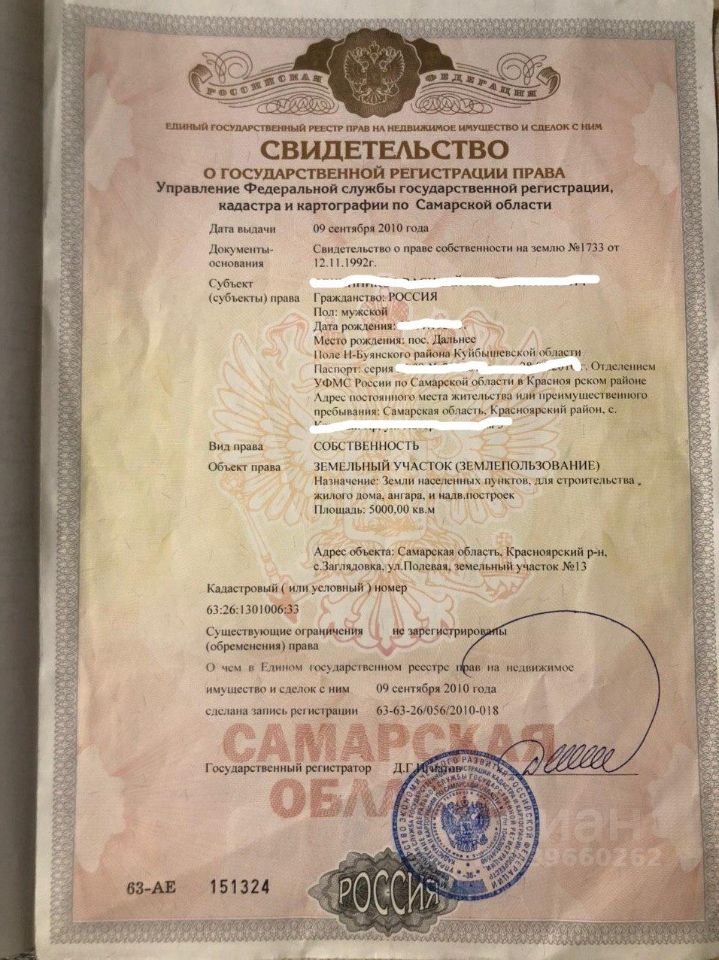 РОССИЙСКАЯ ФЕДЕРАЦИЯ
ЕДИНЫЙ ГОСУДАРСТВЕННЫЙ РЕЕСТР ПРАВ НА НЕДВИЖИМОЕ ИМУЩЕСТВО И СДЕЛОК С НИМ
СВИДЕТЕЛЬСТВО
О ГОСУДАРСТВЕННОЙ РЕГИСТРАЦИИ ПРАВА
Управление Федеральной службы государственной регистрации,
кадастра и картографии по Самарской области
Дата выдачи 09 сентября 2010 года
Документы- Свидетельство о праве собственности на землю №1733 от
основания 12.11.1992г.
Субъект
(субъекты) права Гражданство: РОССИЯ
Пол: мужской
Дата рождения:
Место рождения: пос. Дальнее
Поле Н-Буянского района Куйбышевской области
Паспорт: серия г. Отделением
УФМС России по Самарской области в Красноя рском районе
Адрес постоянного места жительства или преимущественного
пребывания: Самарская область, Красноярский район, с.
Вид права СОБСТВЕННОСТЬ
Объект права ЗЕМЕЛЬНЫЙ УЧАСТОК (ЗЕМЛЕПОЛЬЗОВАНИЕ)
Назначение: Земли населенных пунктов, для строительства
жилого дома, ангара, и надв.построек
Площадь: 5000,00 кв.м
Адрес объекта: Самарская область, Красноярский р-н,
с.Заглядовка, ул.Полевая, земельный участок №13
Кадастровый ( или условный ) номер
63:26:1301006:33
Существующие ограничения не зарегистрированы
(обременения) права
О чем в Едином государственном реестре прав на недвижимое
имущество и сделок с ним 09 сентября 2010 года
сделана запись регистрации 63-63-26/056/2010-018
САМАРСКАЯ
Государственный регистратор
63-АЕ 151324
РОССИЯ